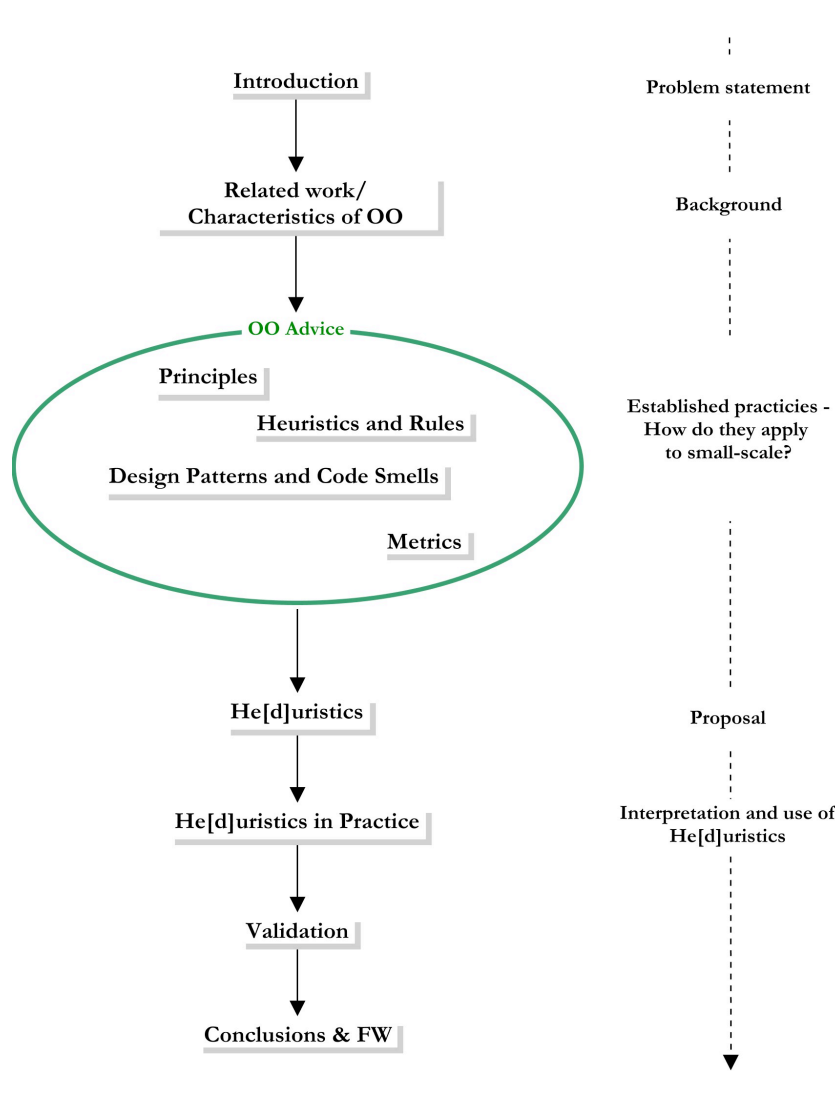 Introduction
Problem statement
Related work/
Characteristics of OO
Background
OO Advice
Principles
Heuristics and Rules
Design Patterns and Code Smells
Metrics
Established practicies -
How do they apply
to small-scale?
He[d]uristics
Proposal
He[d]uristics in Practice
Interpretation and use of
He[d]uristics
Validation
Conclusions & FW